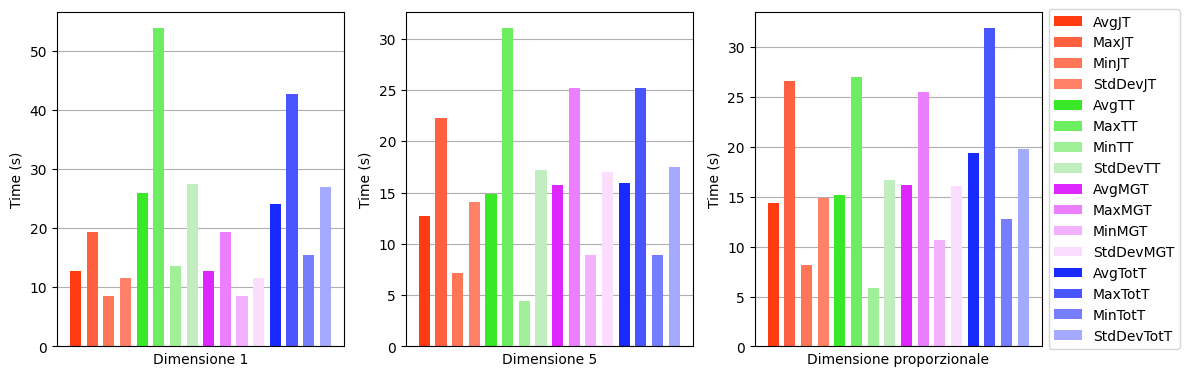 Time (s)
50
40
30
20
10
0
Dimensione 1
Time (s)
30
25
20
15
10
5
0
Dimensione 5
Time (s)
30
25
20
15
10
5
0
Dimensione proporzionale
AvgJT
MaxJT
MinJT
StdDevJT
AvgTT
MaxTT
MinTT
StdDevTT
AvgMGT
MaxMGT
MinMGT
StdDevMGT
AvgTotT
MaxTotT
MinTotT
StdDevTotT